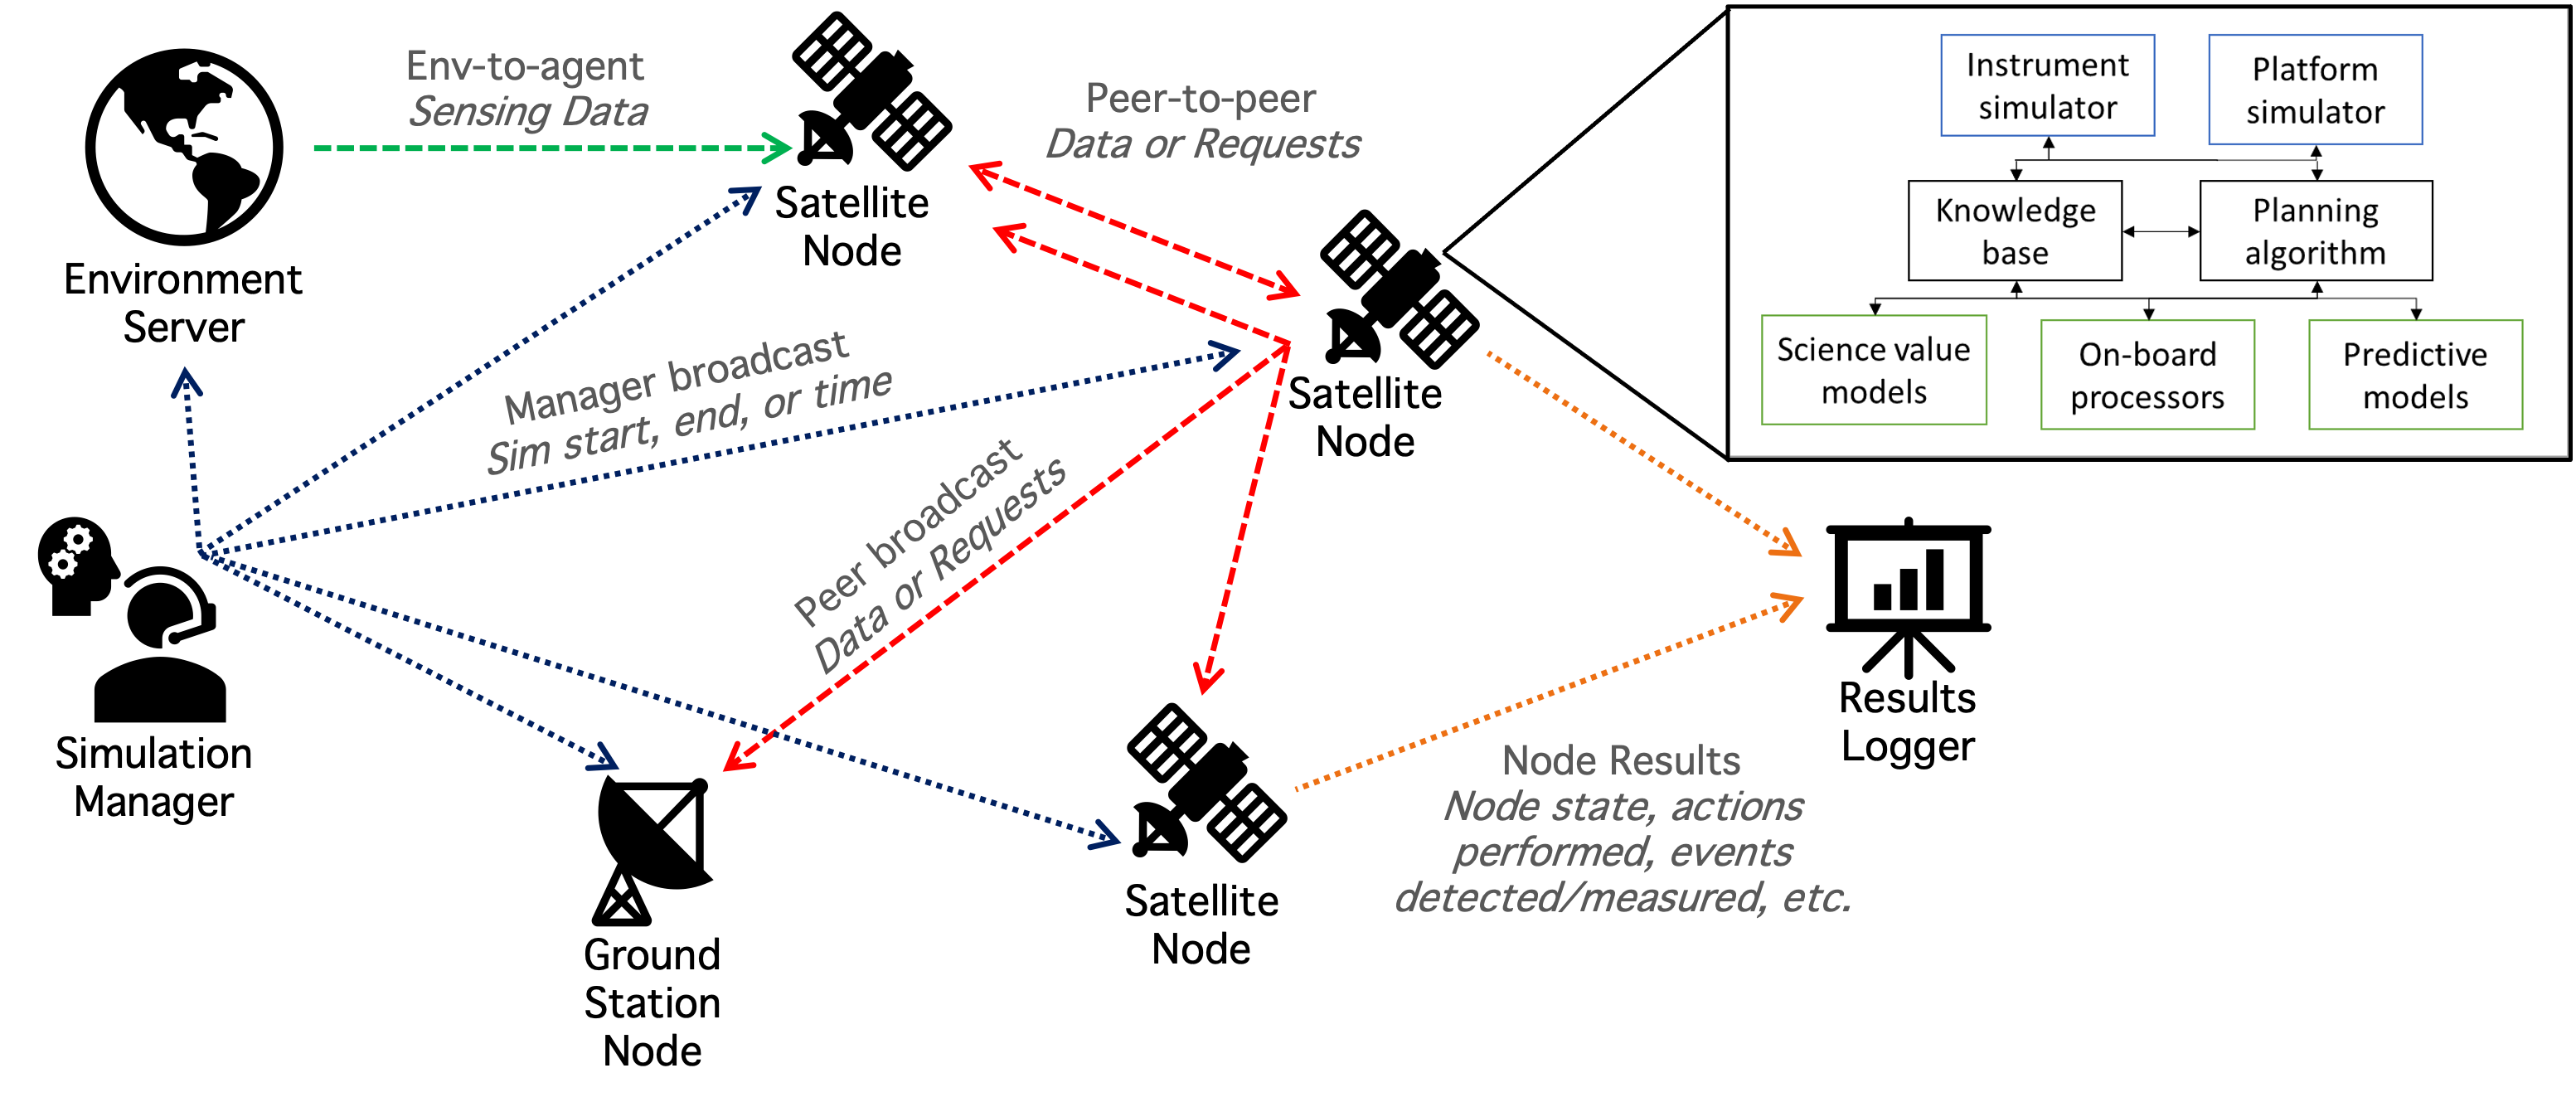 Env-to-agent
Sensing Data
Satellite
Node
Peer-to-peer
Data or Requests
Instrument
simulator
Platform
simulator
Knowledge
base
Planning
algorithm
Science value
models
On-board
processors
Predictive
models
Environment
Server
Manager broadcast
Sim start, end, or time
Satellite
Node
Peer broadcast
Data or Requests
Simulation
Manager
Results
Logger
Node Results
Node state, actions
performed, events
detected/measured, etc.
Satellite
Node
Ground
Station
Node